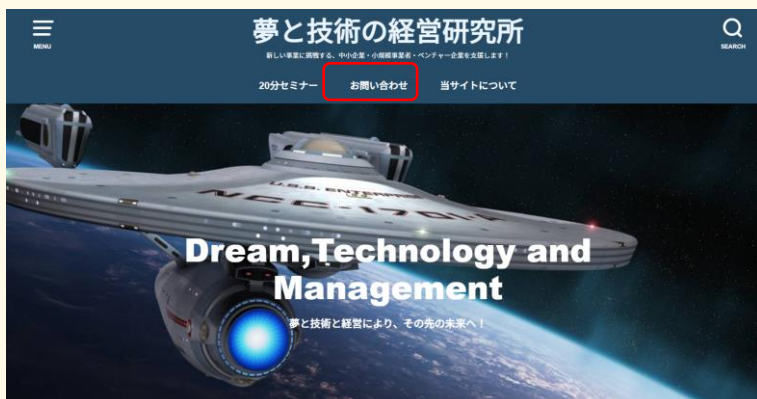 夢と技術の経営研究所
新しい事業に挑戦する、中小企業・小規模事業者・ベンチャー企業を支援します！
MENU
SEARCH
20分セミナー お問い合わせ 当サイトについて
U.S.S. ENTERPRISE
NCC-1701-A
Dream,Technology and
Management
夢と技術と経営により、その先の未来へ！